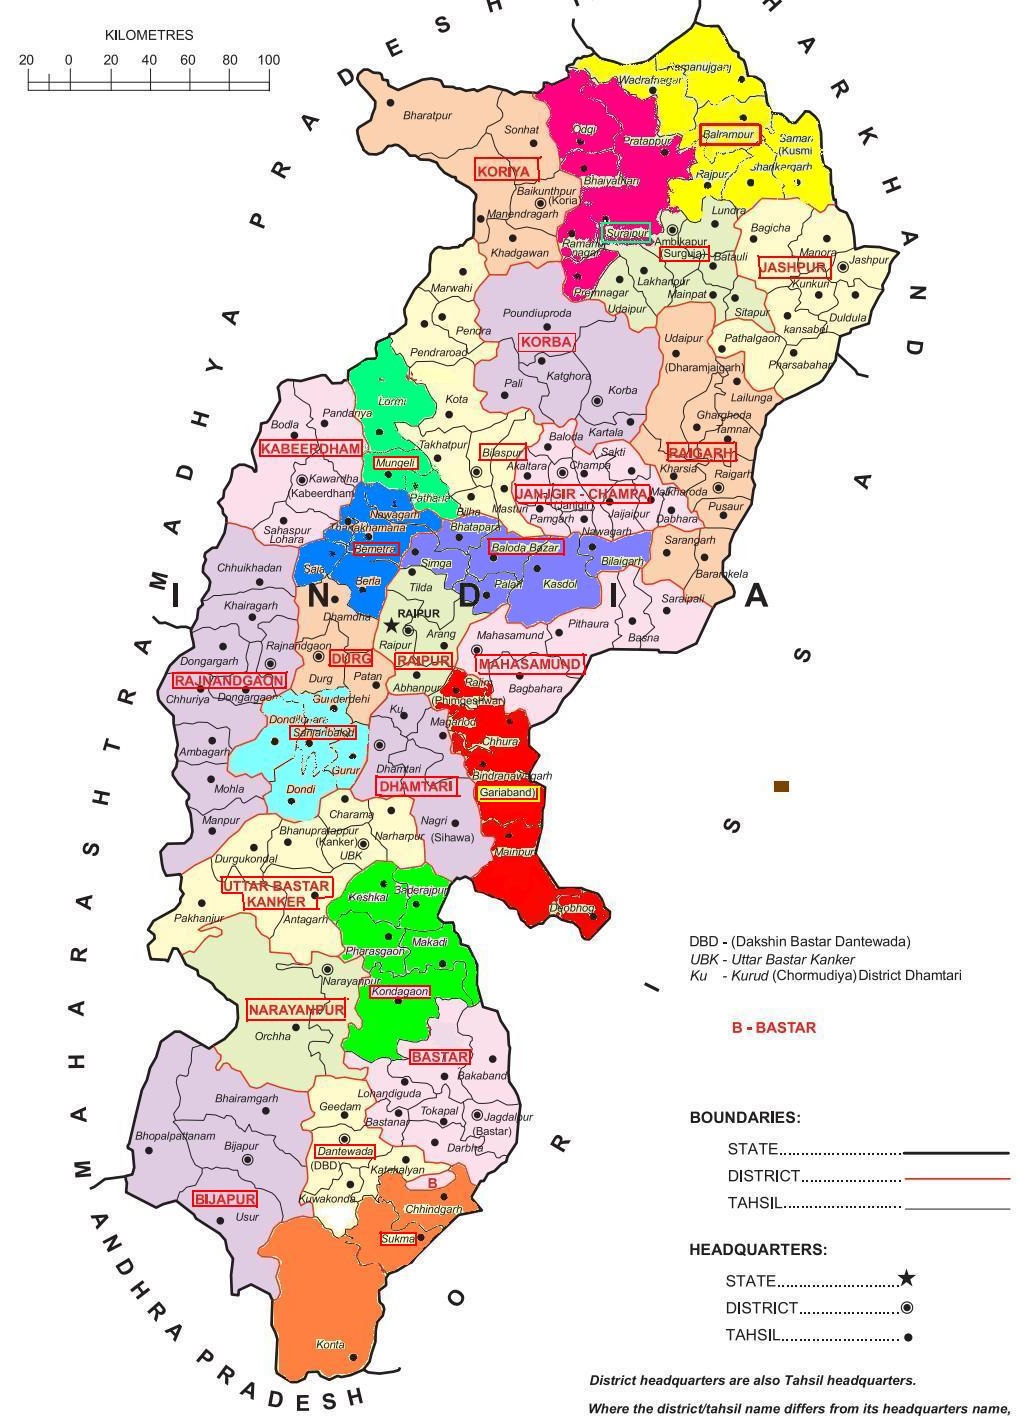 KILOMETRES
20 0 20 40 60 80 100
MADHYA PRADESH
JHARKHAND
Wadrafnagar
Balrampur
Samari
(Kusmi
Shankargarh
Rajpur
Bharatpur
Sonhat
KORIYA
Baikunthpur
(Koria)
Manendragarh
Khadgawan
Odgi
Pratappur
Bhaiyathan
Surajpur
Premnagar
Ambikapur
(Surguja)
Lundra
Batauli
Lakhanpur
Mainpat
Udaipur
Sitapur
Bagicha
Manora
JASHPUR
Jashpur
Kunkuri
Duldula
kansabel
Pathalgaon
Pharsabahar
Marwahi
Pendra
Pendraroad
Poundiuproda
KORBA
Katghora
Pali
Korba
Kartala
Udaipur
(Dharamjaigarh)
Lailunga
Gharghoda
Tamnar
RAIGARH
Kharsia
Raigarh
Pusaur
Sarangarh
Baramkela
Lormi
Kota
Takhatpur
Bilaspur
Mungeli
Patharia
Bilha
Masturi
Pandariya
Bodla
KABEERDHAM
Kawardha
(Kabeerdham)
Sahaspur
Lohara
Baloda
Sakti
Akaltara
Champa
JANJGIR - CHAMPA
(Janjgir)
Malkharoda
Pamgarh
Jaijaipur
Dabhara
Nawagarh
Nawagarh
Bemetra
Saja
Berla
Bhatapara
Baloda Bazar
Simga
Palari
Kasdol
Bilaigarh
Chhuikhadan
Khairagarh
Dongargarh
Rajnandgaon
RAJNANDGAON
Chhuriya
Dongargaon
Ambagarh
Mohla
Manpur
INDIA
Dhamdha
DURG
Durg
Patan
Tilda
RAIPUR
Raipur
Arang
RAIPUR
Abhanpur
Mahasamund
Pithaura
Saraipali
Basna
MAHASAMUND
Bagbahara
Rajim
(Phingeshwar)
Chhura
Bindranawagarh
Gariaband)
Mainpur
Deobhog
Gunderdehi
Sanjaribalod
Gurur
Dondi
Ku
Magarlod
Dhamtari
DHAMTARI
Nagri
(Sihawa)
Charama
Bhanupratappur
(Kanker)
UBK
Narharpur
Durgukondal
UTTAR BASTAR
KANKER
Pakhanjur
Antagarh
Keshkal
Baderajpur
Pharasgaon
Makadi
Kondagaon
Narayanpur
NARAYANPUR
Orchha
BASTAR
Bakaband
Lohandiguda
Tokapal
Bastanar
Jagdalpur
(Bastar)
Darbha
Bhairamgarh
Bhopalpattanam
Bijapur
BIJAPUR
Usur
Geedam
Dantewada
(DBD)
Katekalyan
Kuwakonda
B
Chhindgarh
Sukma
Konta
MAHARASHTRA
ANDHRA PRADESH
ORISSA
DBD - (Dakshin Bastar Dantewada)
UBK - Uttar Bastar Kanker
Ku - Kurud (Chormudiya) District Dhamtari
B - BASTAR
BOUNDARIES:
STATE
DISTRICT
TAHSIL
HEADQUARTERS:
STATE
DISTRICT
TAHSIL
District headquarters are also Tahsil headquarters.
Where the district/tahsil name differs from its headquarters name,